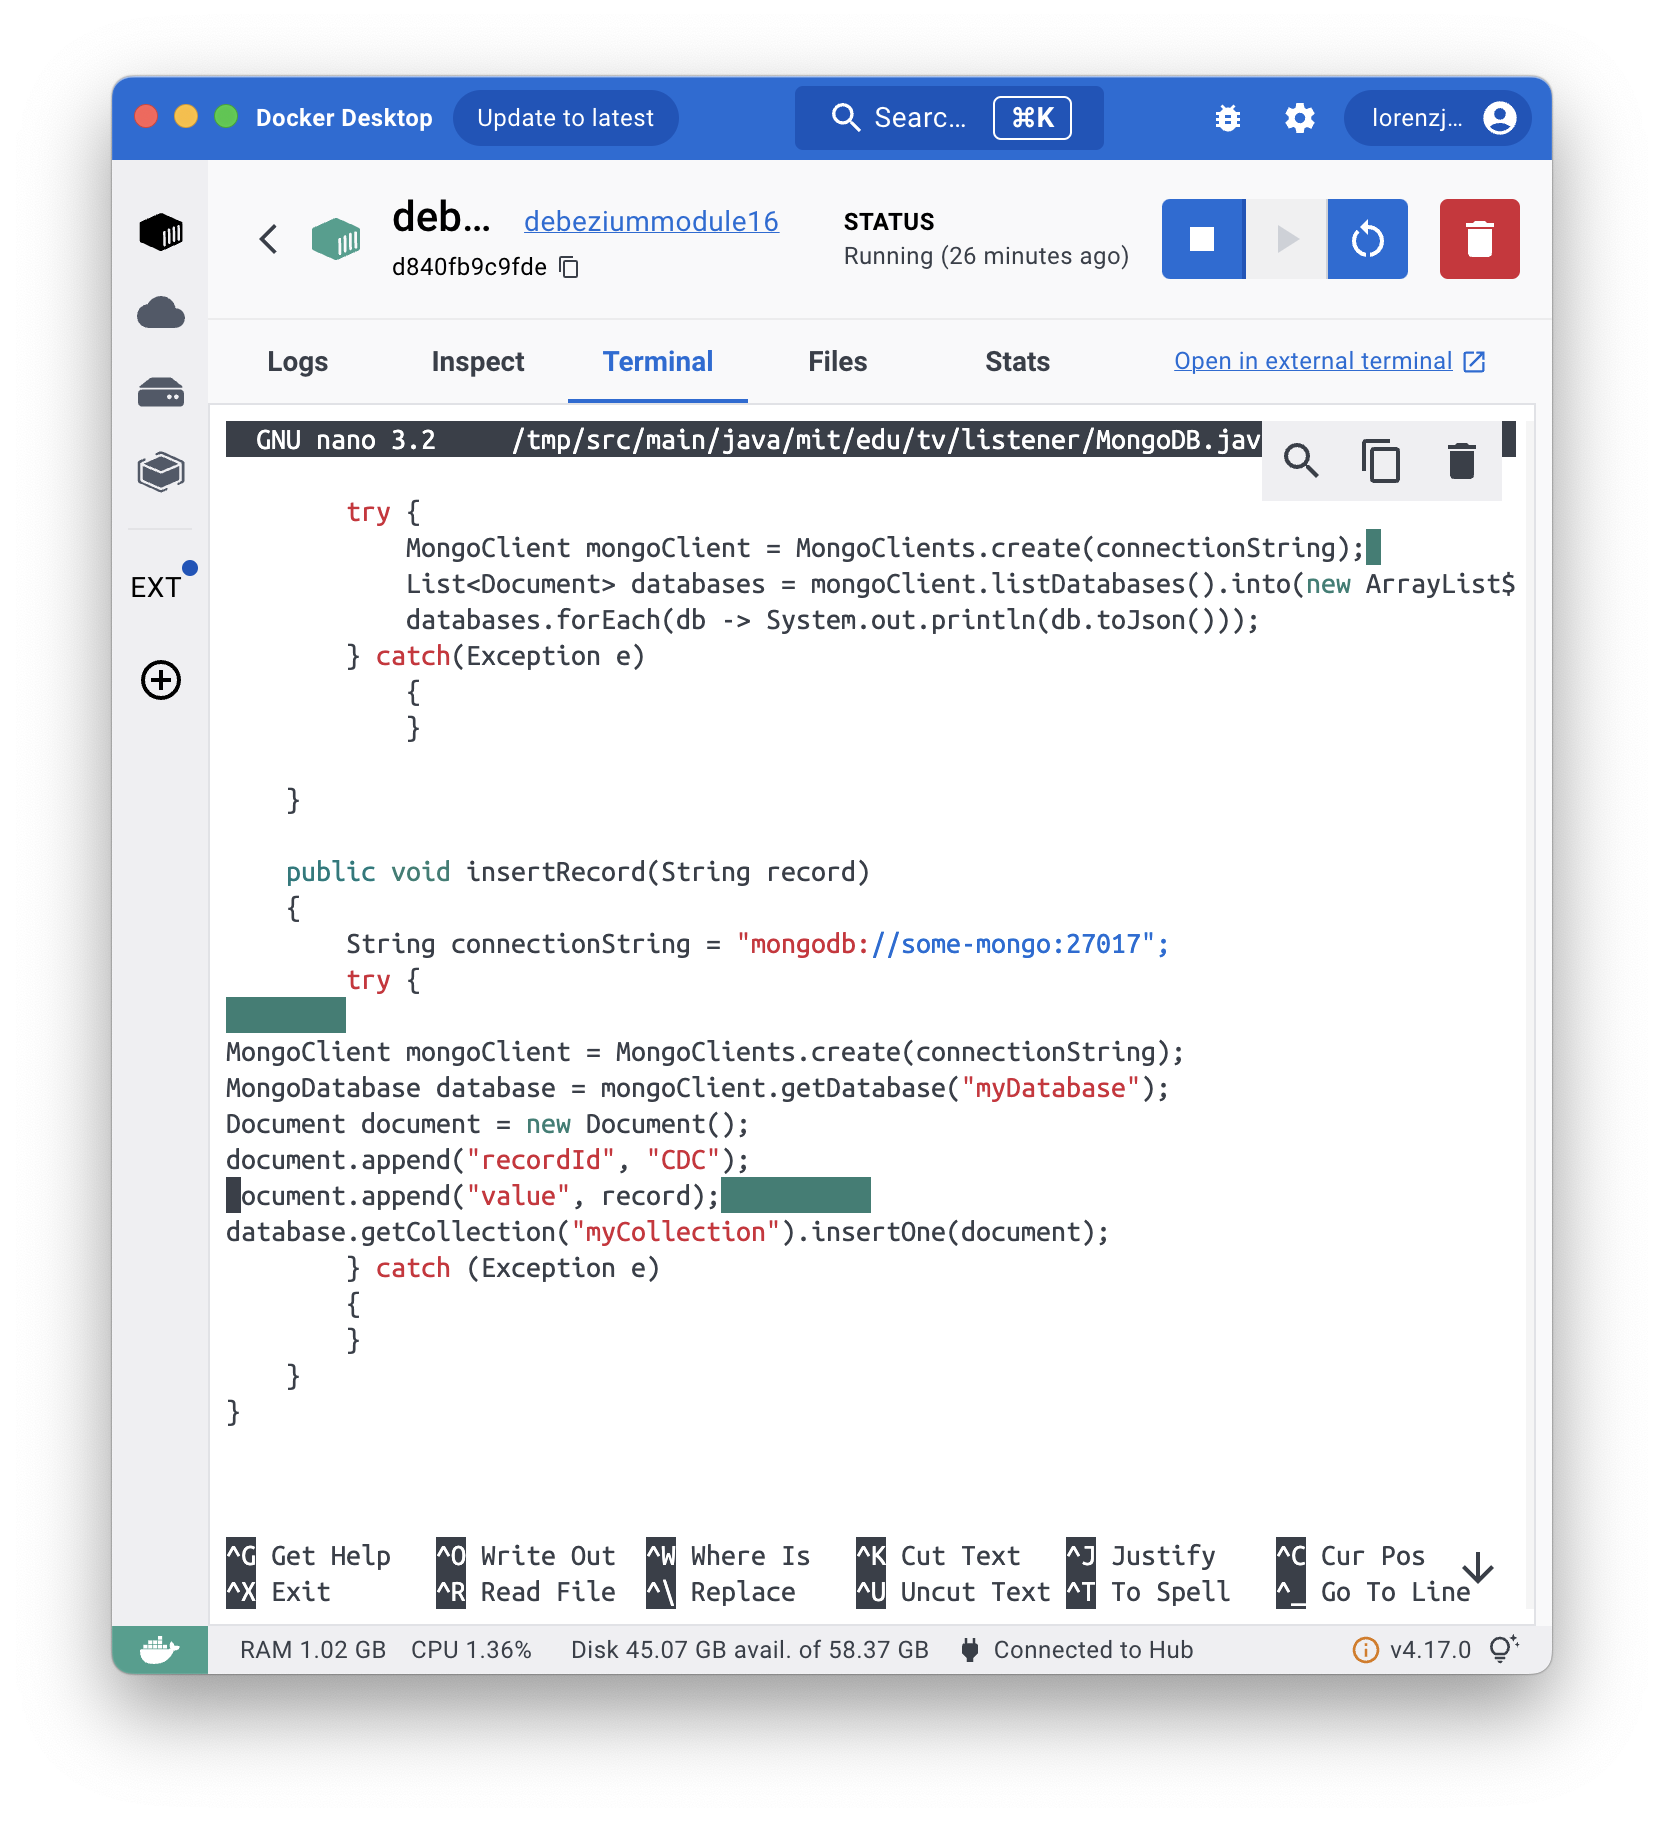 Docker Desktop Update to latest Searc... ⌘K lorenzj...
deb... debeziummodule16
d840fb9c9fde
STATUS
Running (26 minutes ago)
Logs Inspect Terminal Files Stats Open in external terminal
EXT
GNU nano 3.2 /tmp/src/main/java/mit/edu/tv/listener/MongoDB.jav
try {
MongoClient mongoClient = MongoClients.create(connectionString);
List<Document> databases = mongoClient.listDatabases().into(new ArrayList$
databases.forEach(db -> System.out.println(db.toJson()));
} catch(Exception e)
{
}
}
public void insertRecord(String record)
{
String connectionString = "mongodb://some-mongo:27017";
try {
MongoClient mongoClient = MongoClients.create(connectionString);
MongoDatabase database = mongoClient.getDatabase("myDatabase");
Document document = new Document();
document.append("recordId", "CDC");
ocument.append("value", record);
database.getCollection("myCollection").insertOne(document);
} catch (Exception e)
{
}
}
}
^G Get Help ^O Write Out ^W Where Is ^K Cut Text ^J Justify ^C Cur Pos
^X Exit ^R Read File ^\ Replace ^U Uncut Text ^T To Spell ^_ Go To Line
RAM 1.02 GB CPU 1.36% Disk 45.07 GB avail. of 58.37 GB Connected to Hub v4.17.0